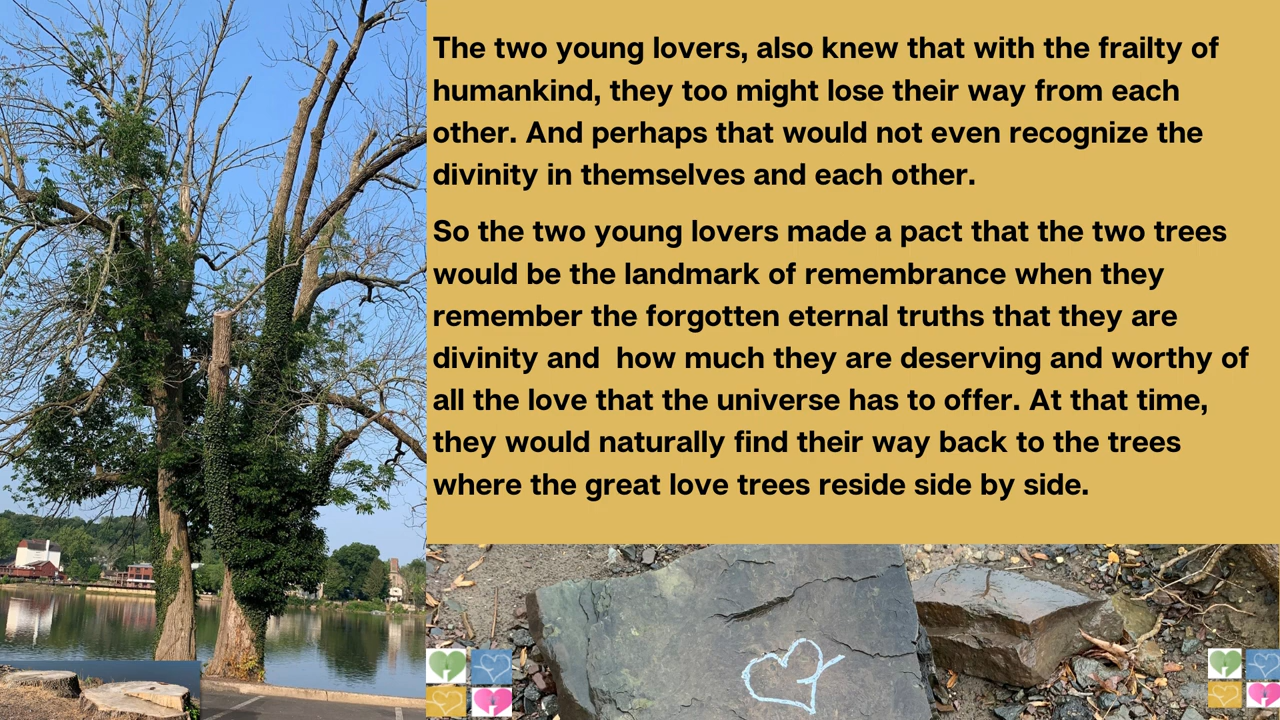 The two young lovers, also knew that with the frailty of
humankind, they too might lose their way from each
other. And perhaps that would not even recognize the
divinity in themselves and each other.
So the two young lovers made a pact that the two trees
would be the landmark of remembrance when they
remember the forgotten eternal truths that they are
divinity and  how much they are deserving and worthy of
all the love that the universe has to offer. At that time,
they would naturally find their way back to the trees
where the great love trees reside side by side.